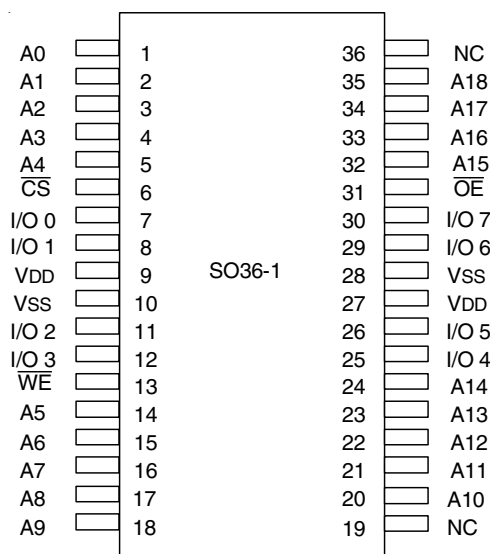 A0 1 36 NC
A1 2 35 A18
A2 3 34 A17
A3 4 33 A16
A4 5 32 A15
C̅S̅ 6 31 O̅E̅
I/O 0 7 30 I/O 7
I/O 1 8 29 I/O 6
VDD 9 SO36-1 28 VSS
VSS 10 27 VDD
I/O 2 11 26 I/O 5
I/O 3 12 25 I/O 4
W̅E̅ 13 24 A14
A5 14 23 A13
A6 15 22 A12
A7 16 21 A11
A8 17 20 A10
A9 18 19 NC